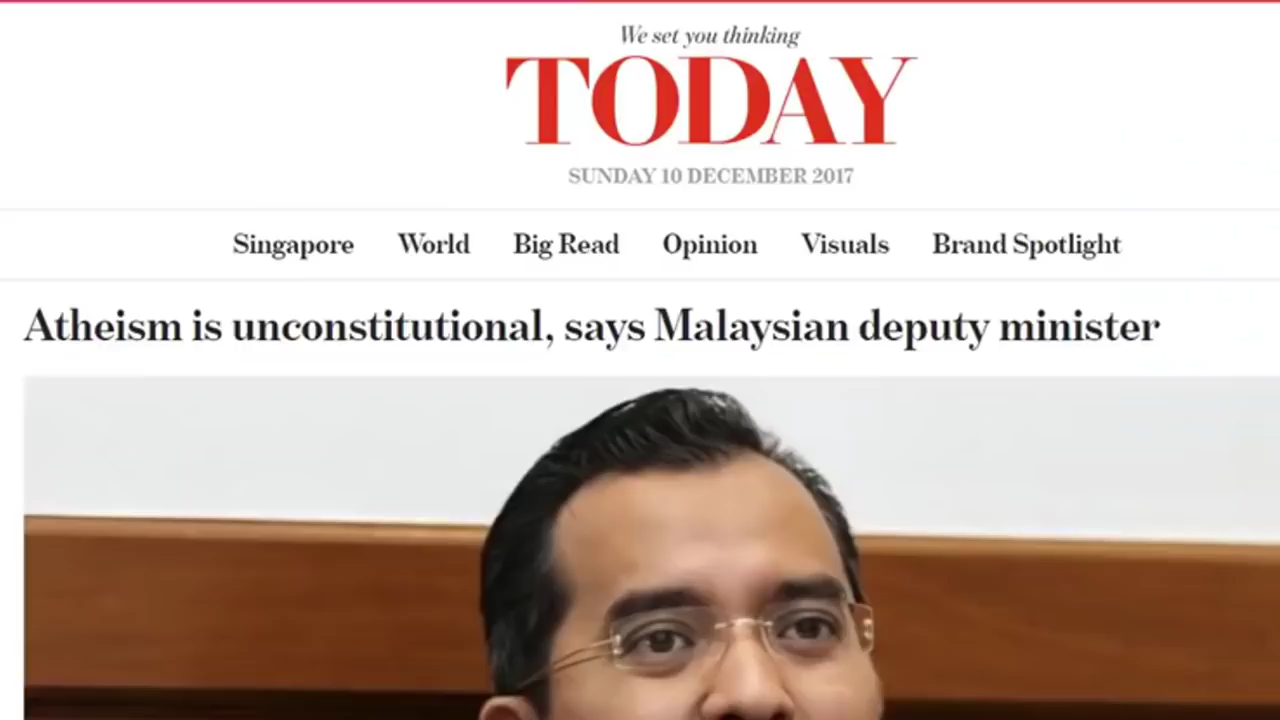 We set you thinking
TODAY
SUNDAY 10 DECEMBER 2017
Singapore World Big Read Opinion Visuals Brand Spotlight
Atheism is unconstitutional, says Malaysian deputy minister